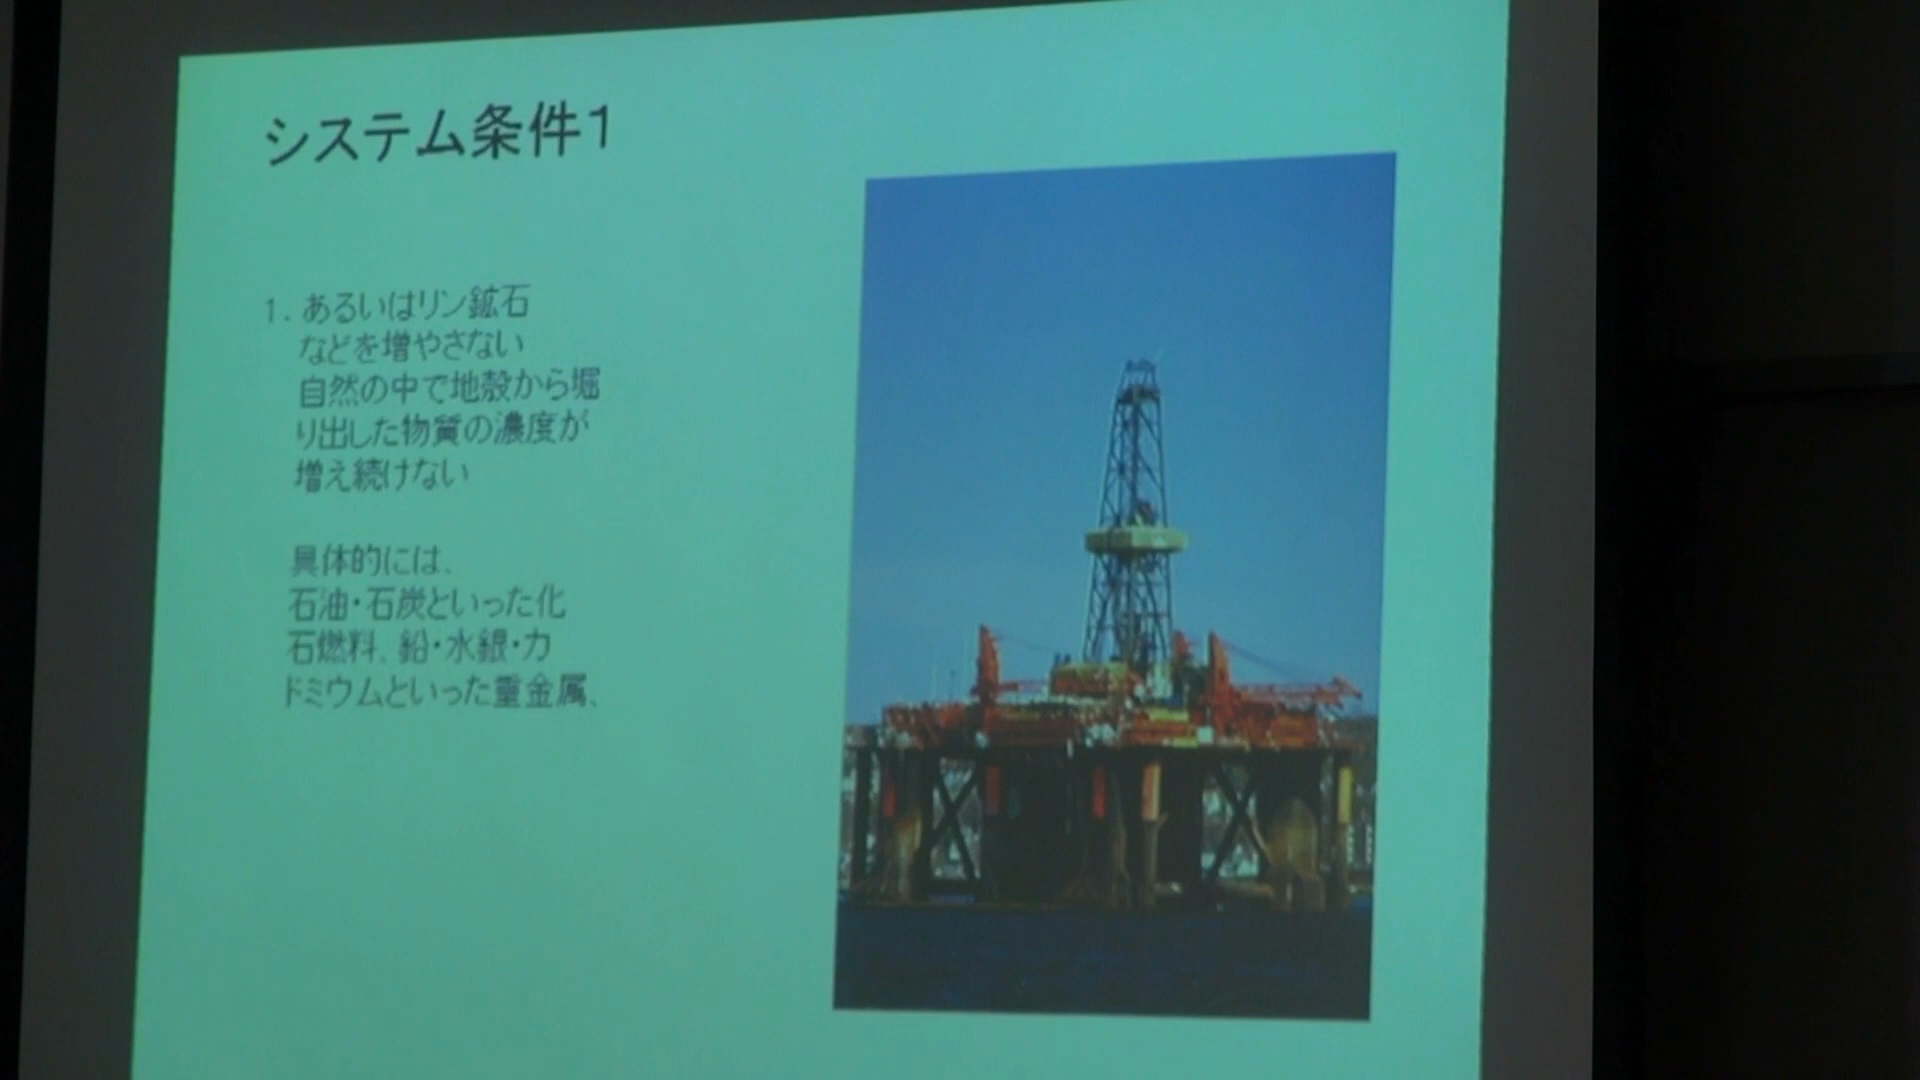 システム条件1
1. あるいはリン鉱石
などを増やさない
自然の中で地殻から堀
り出した物質の濃度が
増え続けない
具体的には、
石油・石炭といった化
石燃料、鉛・水銀・カ
ドミウムといった重金属、